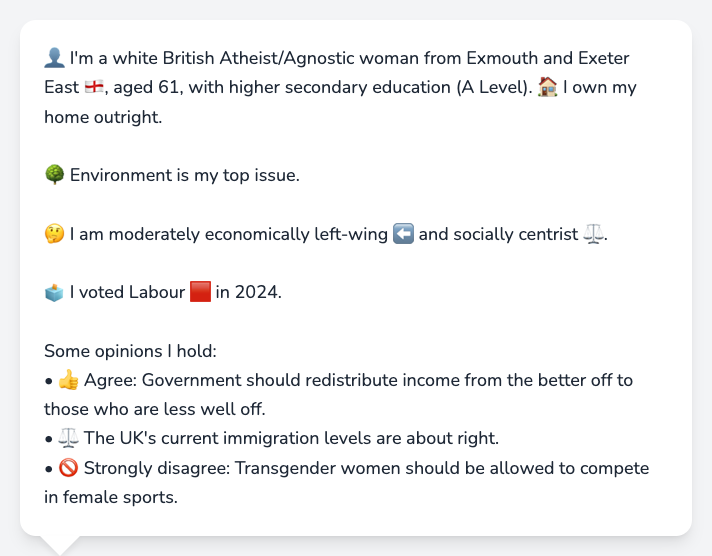 👤 I'm a white British Atheist/Agnostic woman from Exmouth and Exeter
East 🏴󠁧󠁢󠁥󠁮󠁧󠁿, aged 61, with higher secondary education (A Level). 🏠 I own my
home outright.
🌳 Environment is my top issue.
🤔 I am moderately economically left-wing ⬅️ and socially centrist ⚖️.
🗳️ I voted Labour 🟥 in 2024.
Some opinions I hold:
• 👍 Agree: Government should redistribute income from the better off to
those who are less well off.
• ⚖️ The UK's current immigration levels are about right.
• 🚫 Strongly disagree: Transgender women should be allowed to compete
in female sports.